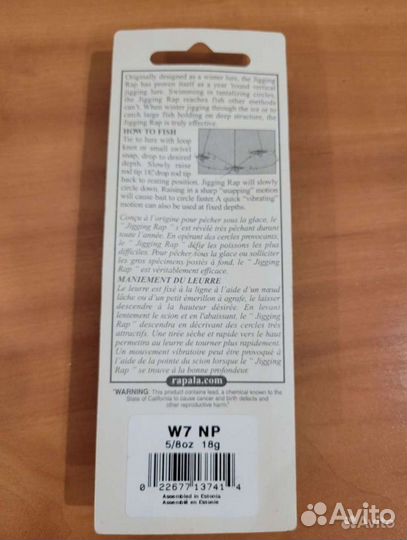 Originally designed as a winter lure, the Jigging
Rap has proven itself as a year 'round vertical
jigging lure. Swimming in tantalizing circles,
the Jigging Rap reaches fish other methods
can't. When winter jigging through the ice or to
catch large fish holding on deep structure, the
Jigging Rap is truly effective.
HOW TO FISH
Tie to lure with loop
knot or small swivel
snap, drop to desired
depth. Slowly raise
rod tip 18" drop rod tip
back to resting position. Jigging Rap will slowly
circle down. Raising in a sharp "snapping" motion
will cause bait to circle faster. A quick "vibrating"
motion can also be used at fixed depths.
Conçu à l'origine pour pêcher sous la glace, le
" Jigging Rap " s'est révélé très pêchant durant
toute l'année. En opérant des cercles provocants,
le " Jigging Rap " défie les poissons les plus
difficiles. Pour pêcher sous la glace ou solliciter
les gros spécimens postés à fond, le " Jigging
Rap " est véritablement efficace.
MANIEMENT DU LEURRE
Le leurre est fixé à la ligne à l'aide d'un nœud
lâche ou d'un petit émerillon à agrafe, le laisser
descendre à la hauteur désirée. En levant
lentement le scion et en l'abaissant, le " Jigging
Rap " descendra en décrivant des cercles très
attractifs. Une tirée sèche et rapide vers le haut
permettra au leurre de tourner plus rapidement.
Un mouvement vibratoire peut être provoqué à
l'aide de la pointe du scion lorsque le " Jigging
Rap " se trouve à la bonne profondeur.
rapala.com
"WARNING: This product contains lead, a chemical known to the
State of California to cause cancer and birth defects and
other reproductive harm."
W7 NP
5/8oz 18g
0 22677 13741 4
Assembled in Estonia
Assemblé en Estonie
Avito
Avito